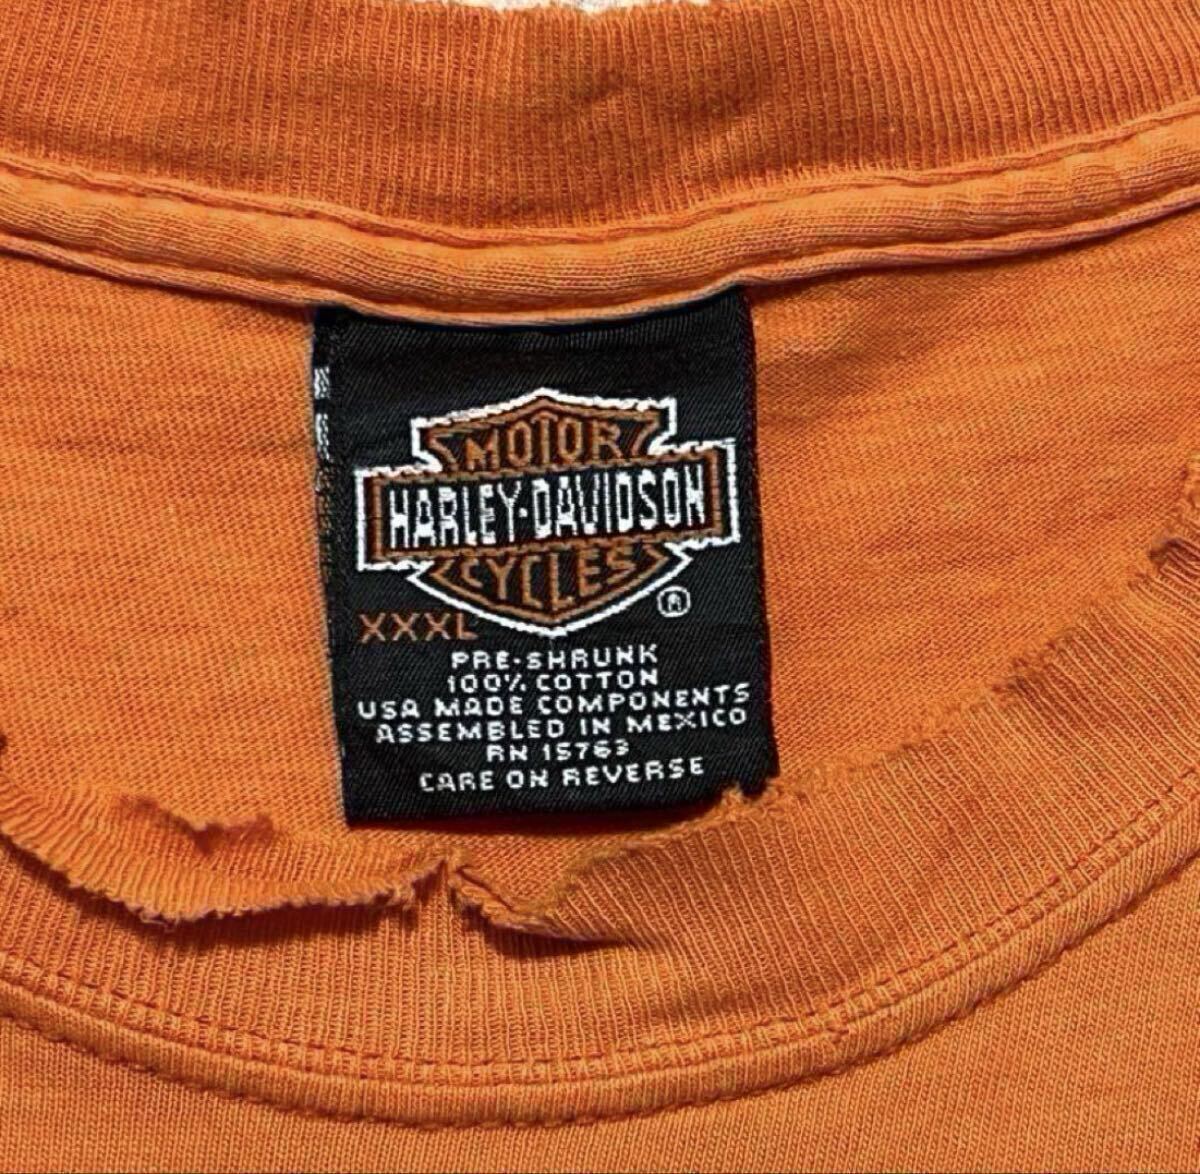 MOTOR
HARLEY-DAVIDSON
CYCLES
®
XXXL
PRE-SHRUNK
100% COTTON
USA MADE COMPONENTS
ASSEMBLED IN MEXICO
RN 15763
CARE ON REVERSE